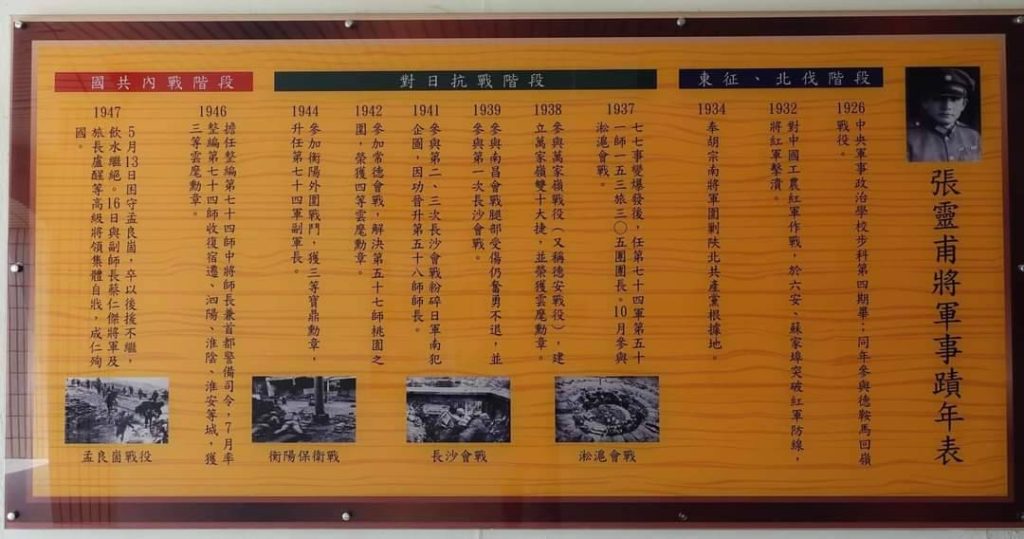 張靈甫將軍事蹟年表
東征、北伐階段
1926
中央軍事政治學校步科第四期畢；同年參與德鞍馬回嶺
戰役。
1932
對中國工農紅軍作戰，於六安、蘇家埠突破紅軍防線，
將紅軍擊潰。
1934
奉胡宗南將軍圍剿陝北共產黨根據地。
對日抗戰階段
1937
七七事變爆發後，任第七十四軍第五十
一師一五三旅三〇五團團長。10月參與
淞滬會戰。
1938
參與萬家嶺戰役（又稱德安戰役），建
立萬家嶺雙十大捷，並榮獲雲麾勳章。
1939
參與南昌會戰腿部受傷仍奮勇不退，並
參與第一次長沙會戰。
1941
參與第二、三次長沙會戰粉碎日軍南犯
企圖，因功晉升第五十八師師長。
1942
參加常德會戰，解決第五十七師桃園之
圍，榮獲四等雲麾勳章。
1944
參加衡陽外圍戰鬥，獲三等寶鼎勳章，
升任第七十四軍副軍長。
國共內戰階段
1946
擔任整編第七十四師中將師長兼首都警備司令，7月率
整編第七十四師收復宿遷、泗陽、淮陰、淮安等城，獲
三等雲麾勳章。
1947
5月13日困守孟良崮，卒以後援不繼，
飲水繼絕。16日與副師長蔡仁傑將軍及
旅長盧醒等高級將領集體自戕，成仁殉
國。
淞滬會戰
長沙會戰
衡陽保衛戰
孟良崮戰役